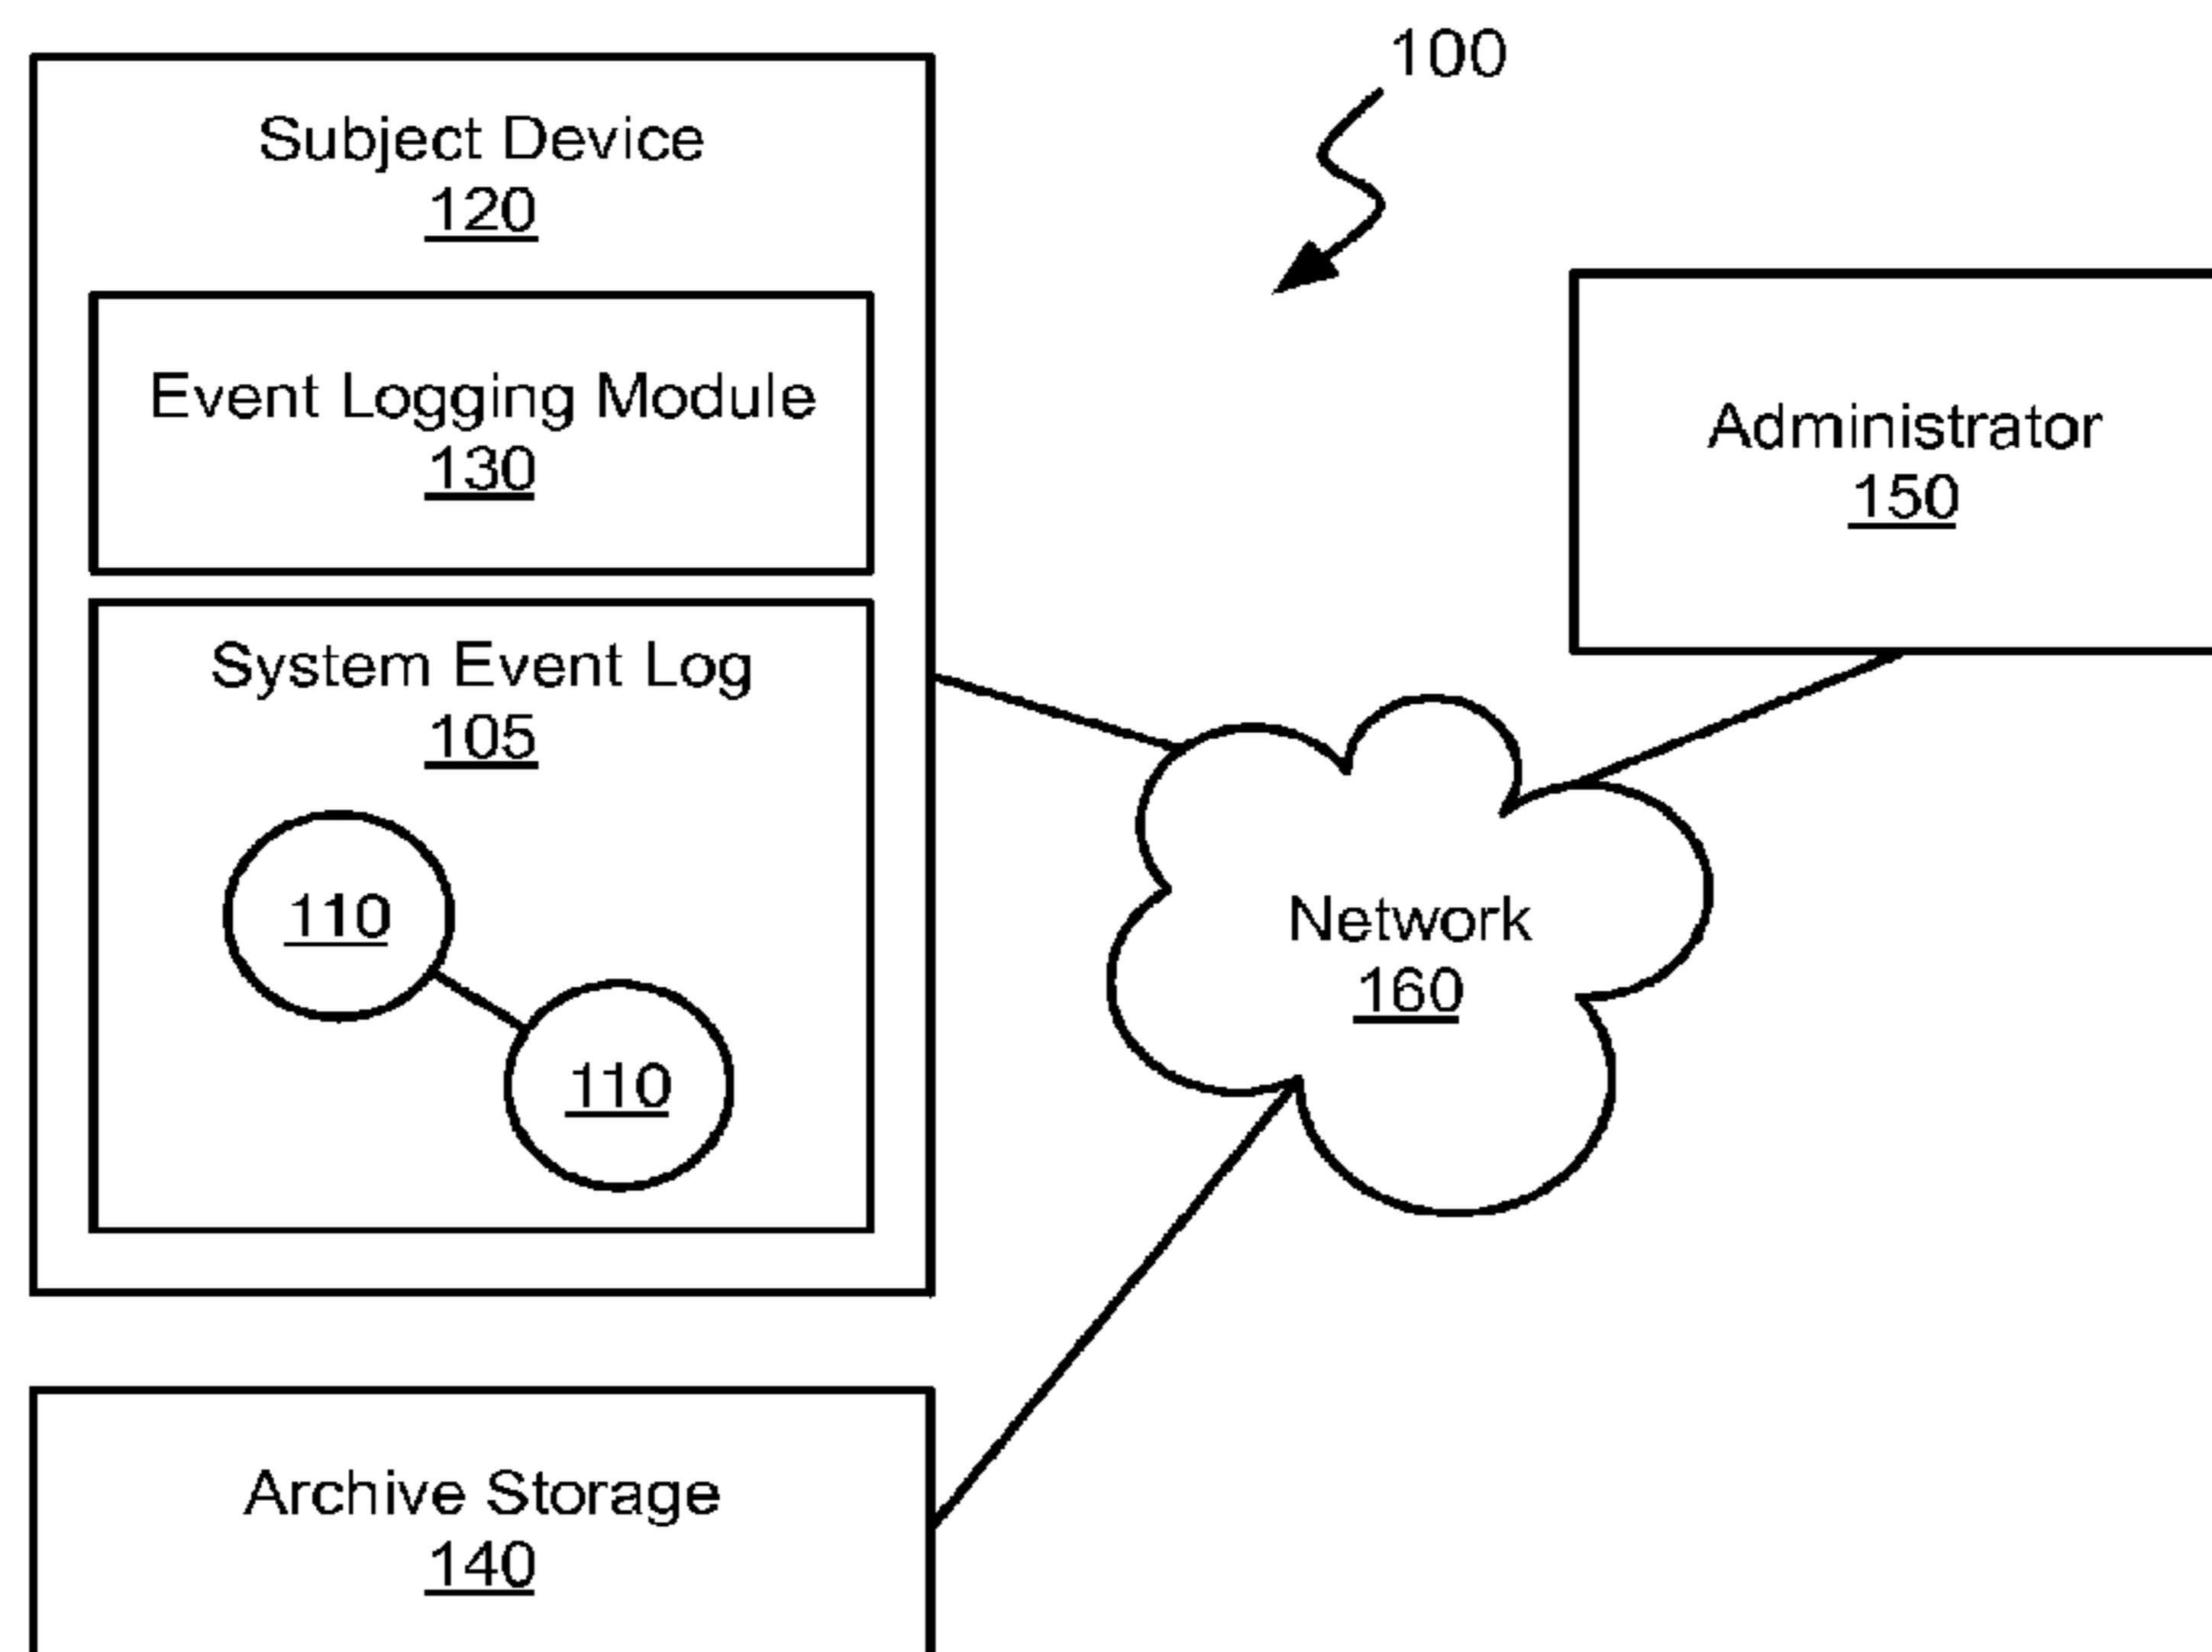 100
Subject Device
120
Event Logging Module
130
Administrator
150
System Event Log
105
110
110
Network
160
Archive Storage
140